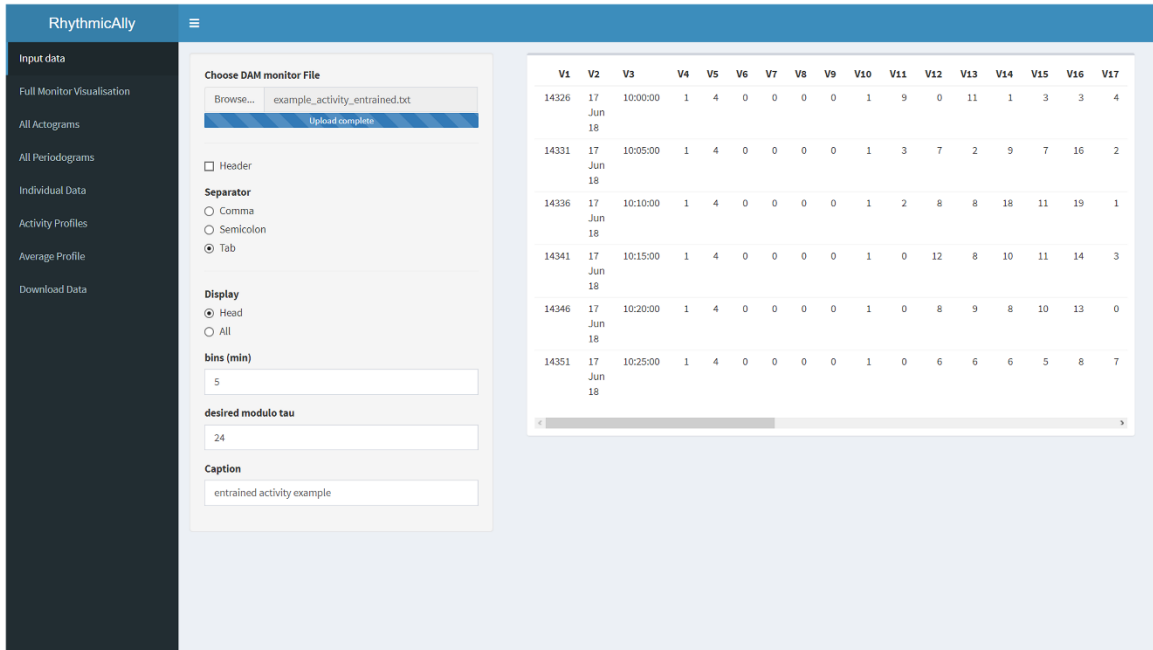 RhythmicAlly
Input data
Full Monitor Visualisation
All Actograms
All Periodograms
Individual Data
Activity Profiles
Average Profile
Download Data
Choose DAM monitor File
Browse... example_activity_entrained.txt
Upload complete
Header
Separator
Comma
Semicolon
Tab
Display
Head
All
bins (min)
5
desired modulo tau
24
Caption
entrained activity example
V1 V2 V3 V4 V5 V6 V7 V8 V9 V10 V11 V12 V13 V14 V15 V16 V17
14326 17 10:00:00 1 4 0 0 0 0 1 9 0 11 1 3 3 4
Jun
18
14331 17 10:05:00 1 4 0 0 0 0 1 3 7 2 9 7 16 2
Jun
18
14336 17 10:10:00 1 4 0 0 0 0 1 2 8 8 18 11 19 1
Jun
18
14341 17 10:15:00 1 4 0 0 0 0 1 0 12 8 10 11 14 3
Jun
18
14346 17 10:20:00 1 4 0 0 0 0 1 0 8 9 8 10 13 0
Jun
18
14351 17 10:25:00 1 4 0 0 0 0 1 0 6 6 6 5 8 7
Jun
18